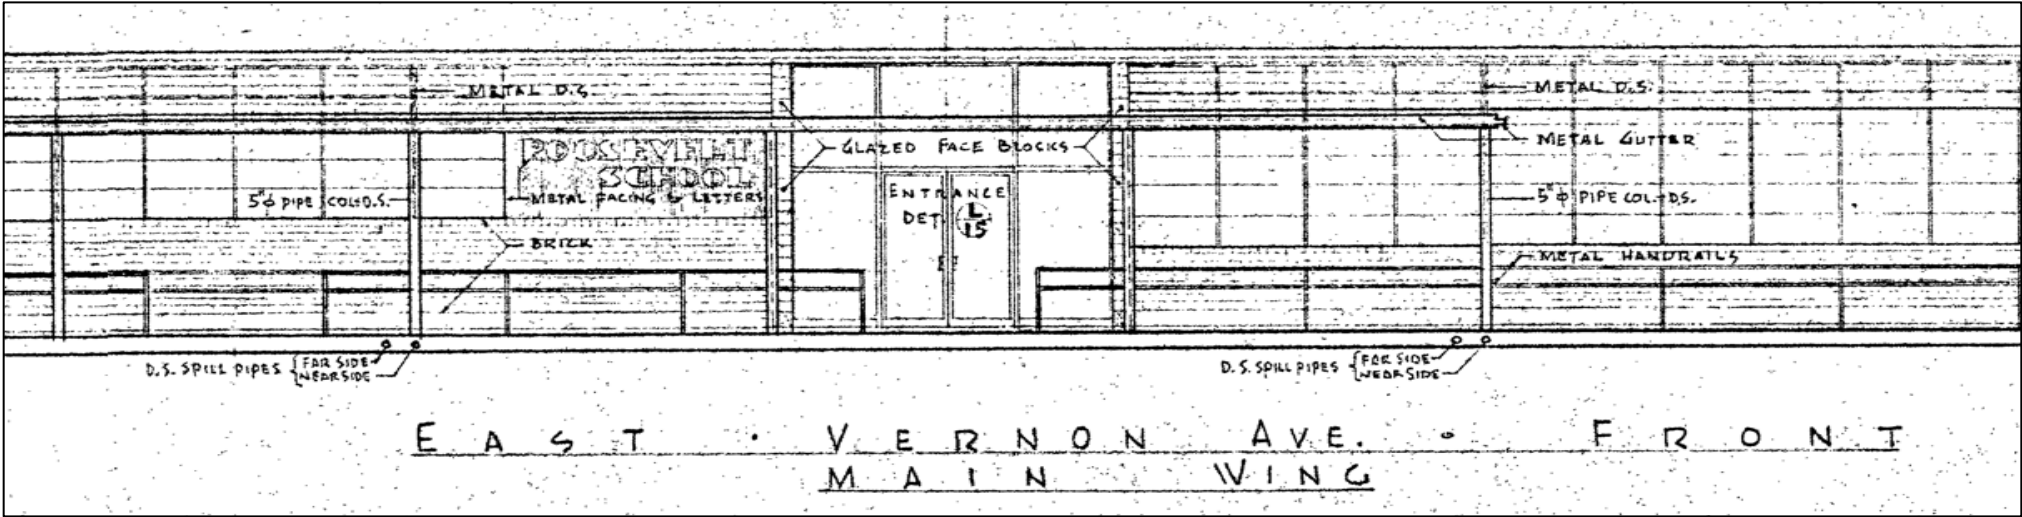 METAL D.S.
METAL D.S.
ROOSEVELT
SCHOOL
GLAZED FACE BLOCKS
METAL GUTTER
5"φ PIPE COL.+D.S.
METAL FACING & LETTERS
ENTRANCE
DET. L
15
5"φ PIPE COL.+D.S.
BRICK
METAL HANDRAILS
D.S. SPILL PIPES { FAR SIDE
NEAR SIDE
D.S. SPILL PIPES { FAR SIDE
NEAR SIDE
EAST · VERNON AVE. · FRONT
MAIN WING